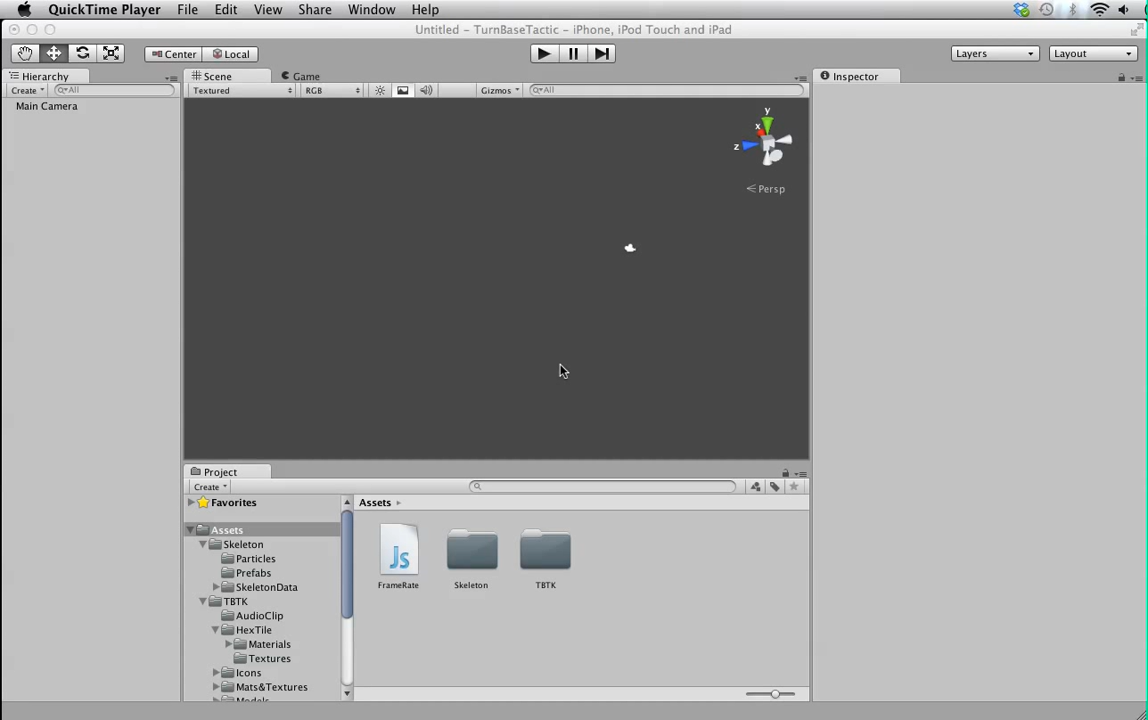 QuickTime Player File Edit View Share Window Help
Untitled - TurnBaseTactic - iPhone, iPod Touch and iPad
Center Local Layers Layout
Hierarchy Scene Game Inspector
Create All Textured RGB Gizmos All
Main Camera
y
x
z
Persp
Project
Create
Favorites Assets
Assets
Skeleton
Particles
Prefabs
SkeletonData
TBTK
AudioClip
HexTile
Materials
Textures
Icons
Mats&Textures
Models
Js
FrameRate Skeleton TBTK